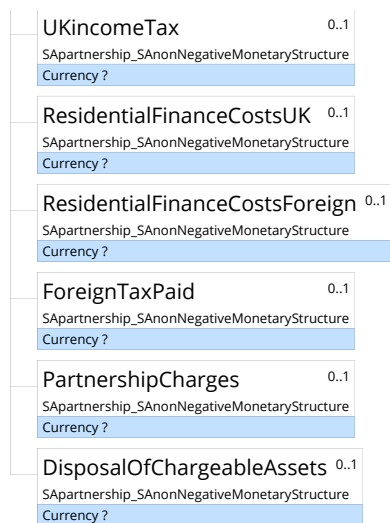 UKincomeTax 0..1
SApartnership_SAnonNegativeMonetaryStructure
Currency ?
ResidentialFinanceCostsUK 0..1
SApartnership_SAnonNegativeMonetaryStructure
Currency ?
ResidentialFinanceCostsForeign 0..1
SApartnership_SAnonNegativeMonetaryStructure
Currency ?
ForeignTaxPaid 0..1
SApartnership_SAnonNegativeMonetaryStructure
Currency ?
PartnershipCharges 0..1
SApartnership_SAnonNegativeMonetaryStructure
Currency ?
DisposalOfChargeableAssets 0..1
SApartnership_SAnonNegativeMonetaryStructure
Currency ?